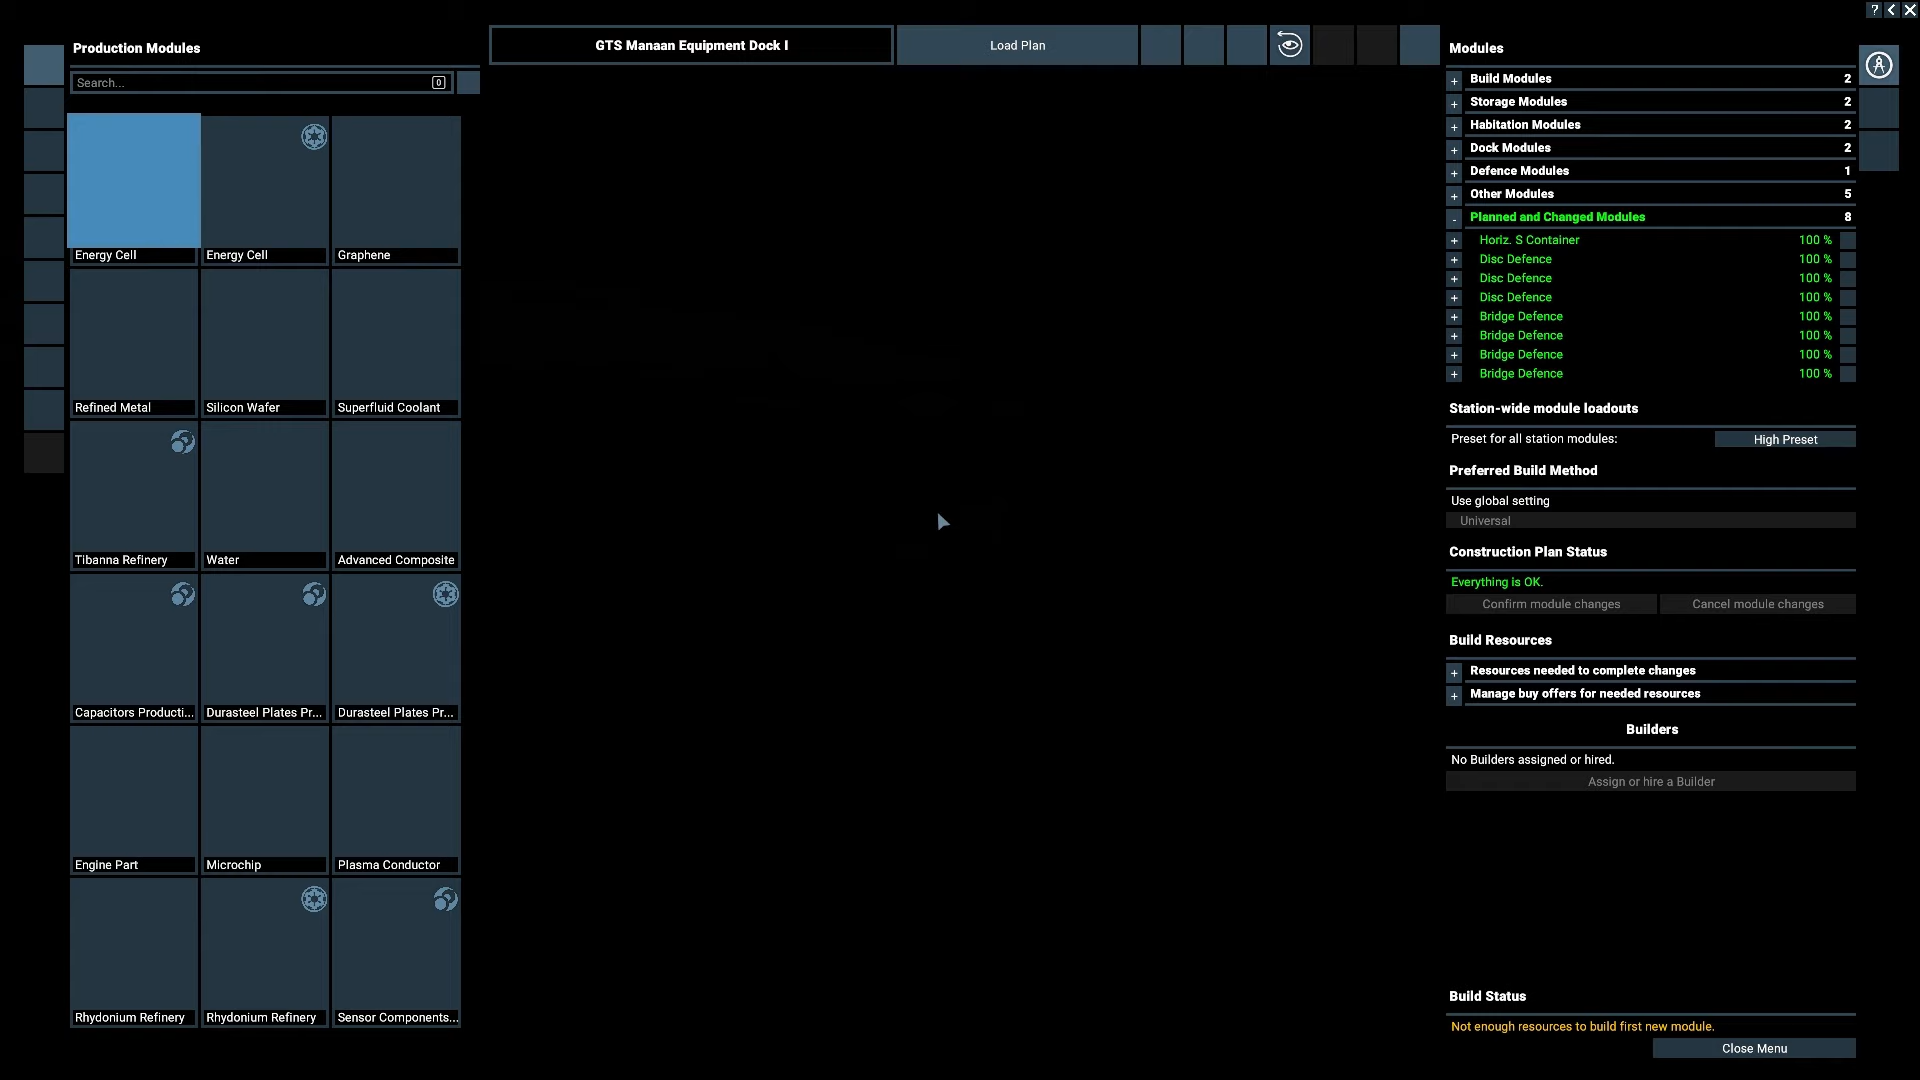 ? < X
Production Modules
Search...
0
GTS Manaan Equipment Dock I
Load Plan
Energy Cell
Energy Cell
Graphene
Refined Metal
Silicon Wafer
Superfluid Coolant
Tibanna Refinery
Water
Advanced Composite
Capacitors Producti...
Durasteel Plates Pr...
Durasteel Plates Pr...
Engine Part
Microchip
Plasma Conductor
Rhydonium Refinery
Rhydonium Refinery
Sensor Components...
Modules
+ Build Modules 2
+ Storage Modules 2
+ Habitation Modules 2
+ Dock Modules 2
+ Defence Modules 1
+ Other Modules 5
- Planned and Changed Modules 8
+ Horiz. S Container 100 %
+ Disc Defence 100 %
+ Disc Defence 100 %
+ Disc Defence 100 %
+ Bridge Defence 100 %
+ Bridge Defence 100 %
+ Bridge Defence 100 %
+ Bridge Defence 100 %
Station-wide module loadouts
Preset for all station modules: High Preset
Preferred Build Method
Use global setting
Universal
Construction Plan Status
Everything is OK.
Confirm module changes Cancel module changes
Build Resources
+ Resources needed to complete changes
+ Manage buy offers for needed resources
Builders
No Builders assigned or hired.
Assign or hire a Builder
Build Status
Not enough resources to build first new module.
Close Menu